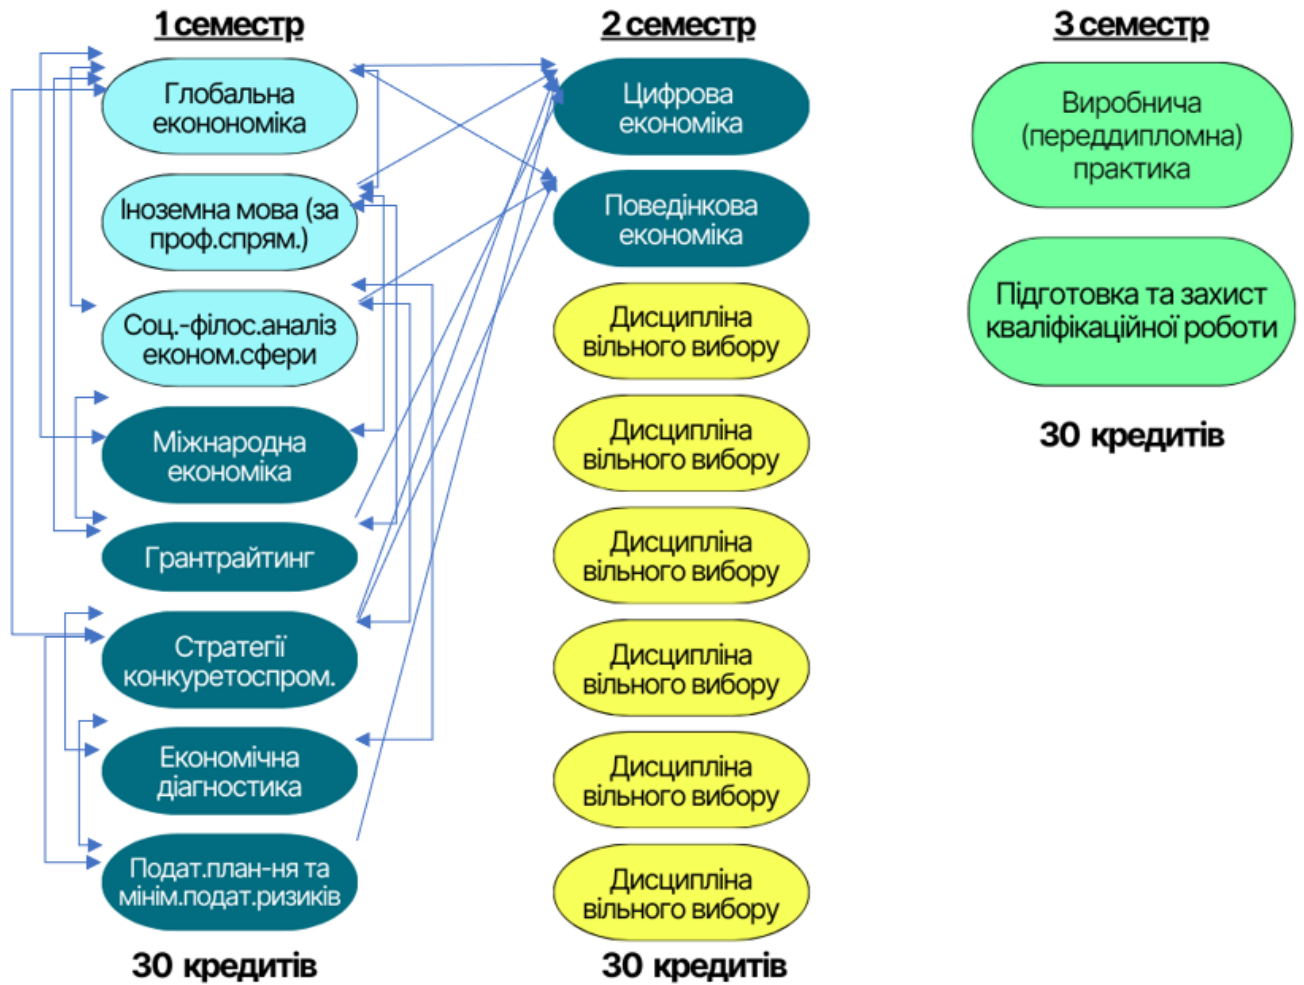 1 семестр
Глобальна
еконономіка
Іноземна мова (за
проф.спрям.)
Соц.-філос.аналіз
економ.сфери
Міжнародна
економіка
Грантрайтинг
Стратегії
конкуретоспром.
Економічна
діагностика
Подат.план-ня та
мінім.подат.ризиків
30 кредитів
2 семестр
Цифрова
економіка
Поведінкова
економіка
Дисципліна
вільного вибору
Дисципліна
вільного вибору
Дисципліна
вільного вибору
Дисципліна
вільного вибору
Дисципліна
вільного вибору
Дисципліна
вільного вибору
30 кредитів
3 семестр
Виробнича
(переддипломна)
практика
Підготовка та захист
кваліфікаційної роботи
30 кредитів